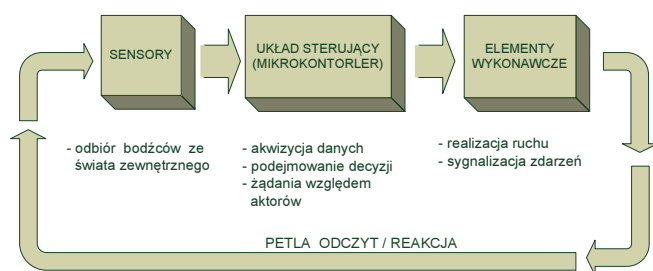 SENSORY
UKŁAD STERUJĄCY
(MIKROKONTORLER)
ELEMENTY
WYKONAWCZE
- odbiór bodźców ze
świata zewnętrznego
- akwizycja danych
- podejmowanie decyzji
- żądania względem
aktorów
- realizacja ruchu
- sygnalizacja zdarzeń
PETLA ODCZYT / REAKCJA